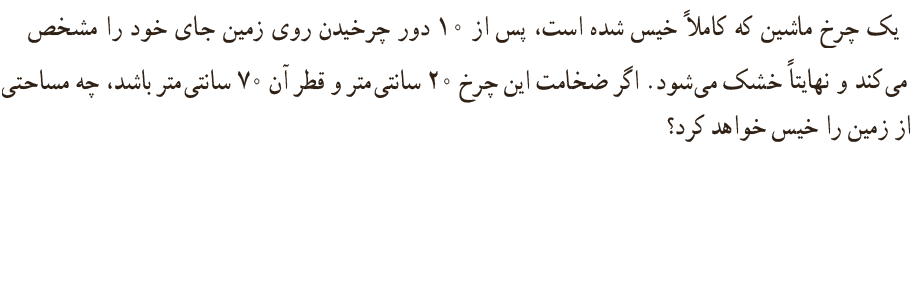 یک چرخ ماشین که کاملاً خیس شده است، پس از ۱۰ دور چرخیدن روی زمین جای خود را مشخص
می‌کند و نهایتاً خشک می‌شود. اگر ضخامت این چرخ ۲۰ سانتی‌متر و قطر آن ۷۰ سانتی‌متر باشد، چه مساحتی
از زمین را خیس خواهد کرد؟